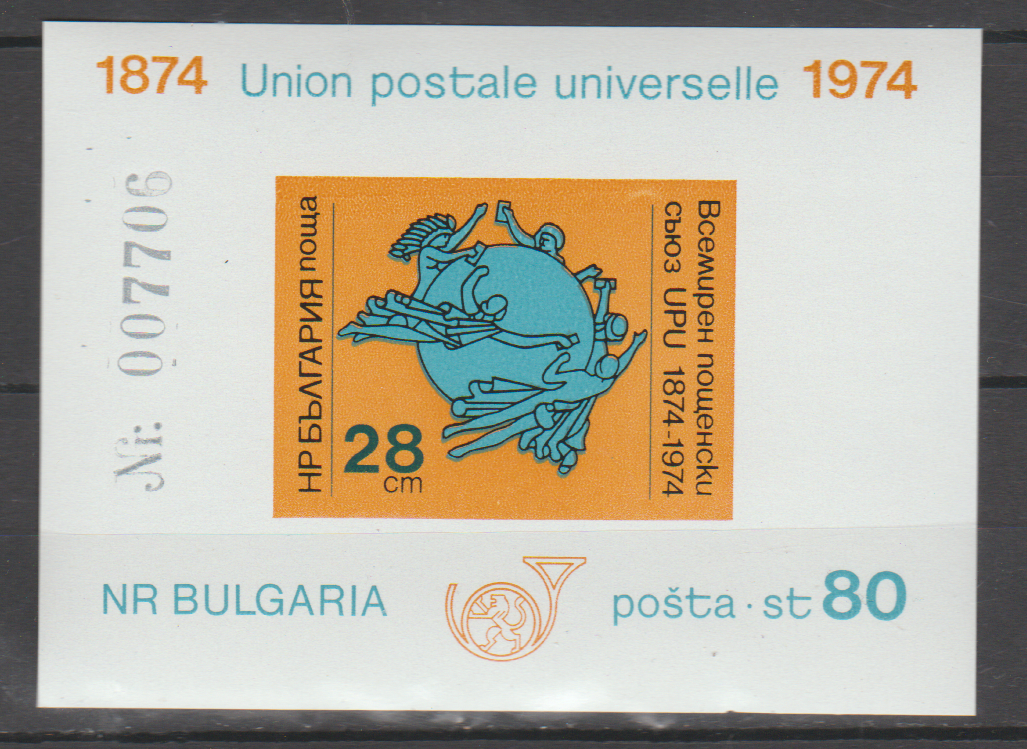 1874 Union postale universelle 1974
Nr: 007706
НР БЪЛГАРИЯ поща
28
cm
Всемирен пощенски
съюз UPU 1874-1974
NR BULGARIA
pošta · st 80